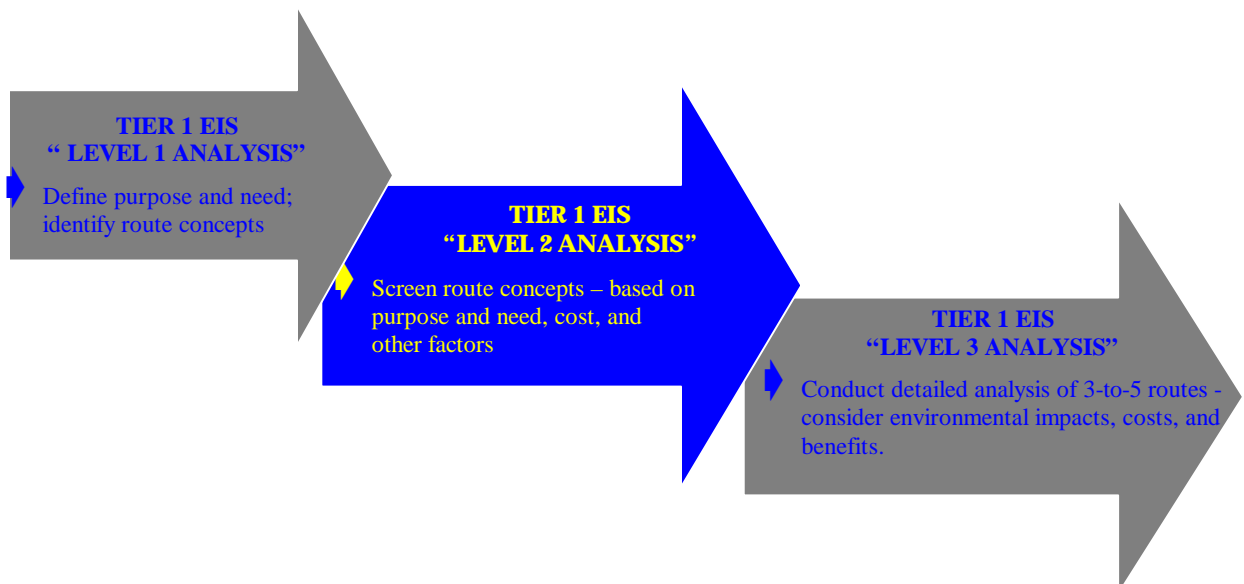 TIER 1 EIS
“ LEVEL 1 ANALYSIS”
Define purpose and need;
identify route concepts
TIER 1 EIS
“LEVEL 2 ANALYSIS”
Screen route concepts – based on
purpose and need, cost, and
other factors
TIER 1 EIS
“LEVEL 3 ANALYSIS”
Conduct detailed analysis of 3-to-5 routes -
consider environmental impacts, costs, and
benefits.